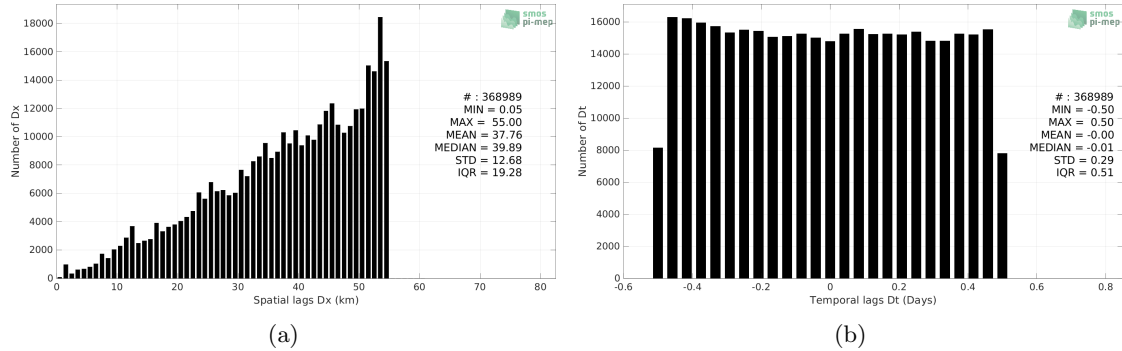 18000
16000
14000
12000
10000
8000
6000
4000
2000
0
Number of Dx
0 10 20 30 40 50 60 70 80
Spatial lags Dx (km)
smos
pi-mep
# : 368989
MIN = 0.05
MAX = 55.00
MEAN = 37.76
MEDIAN = 39.89
STD = 12.68
IQR = 19.28
(a)
16000
14000
12000
10000
8000
6000
4000
2000
0
Number of Dt
-0.6 -0.4 -0.2 0 0.2 0.4 0.6 0.8
Temporal lags Dt (Days)
smos
pi-mep
# : 368989
MIN = -0.50
MAX = 0.50
MEAN = -0.00
MEDIAN = -0.01
STD = 0.29
IQR = 0.51
(b)